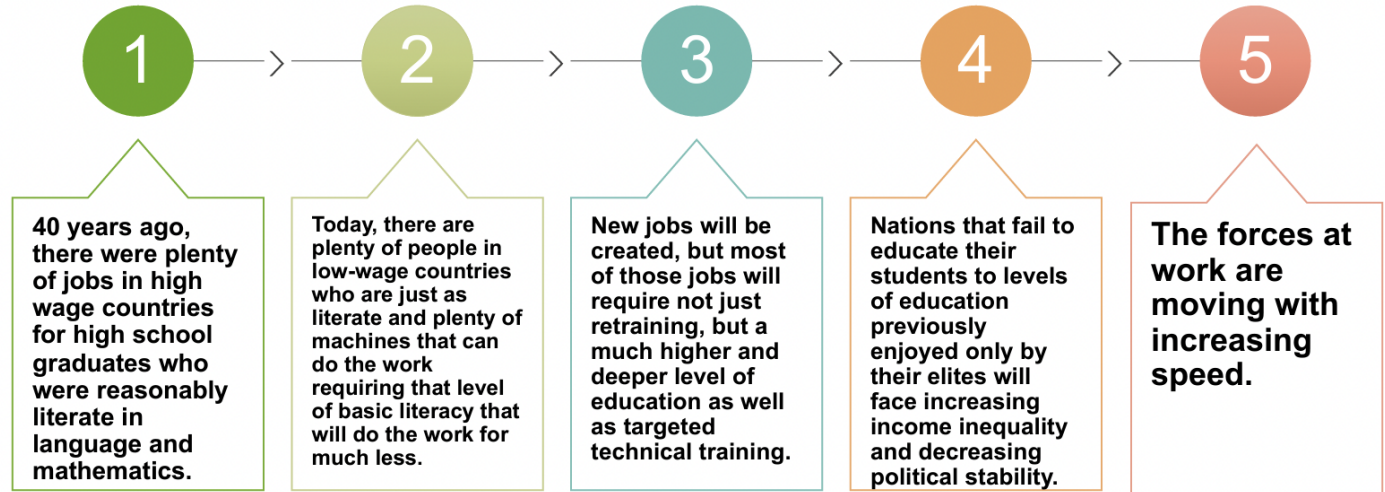 1
2
3
4
5
40 years ago,
there were plenty
of jobs in high
wage countries
for high school
graduates who
were reasonably
literate in
language and
mathematics.
Today, there are
plenty of people in
low-wage countries
who are just as
literate and plenty of
machines that can
do the work
requiring that level
of basic literacy that
will do the work for
much less.
New jobs will be
created, but most
of those jobs will
require not just
retraining, but a
much higher and
deeper level of
education as well
as targeted
technical training.
Nations that fail to
educate their
students to levels
of education
previously
enjoyed only by
their elites will
face increasing
income inequality
and decreasing
political stability.
The forces at
work are
moving with
increasing
speed.